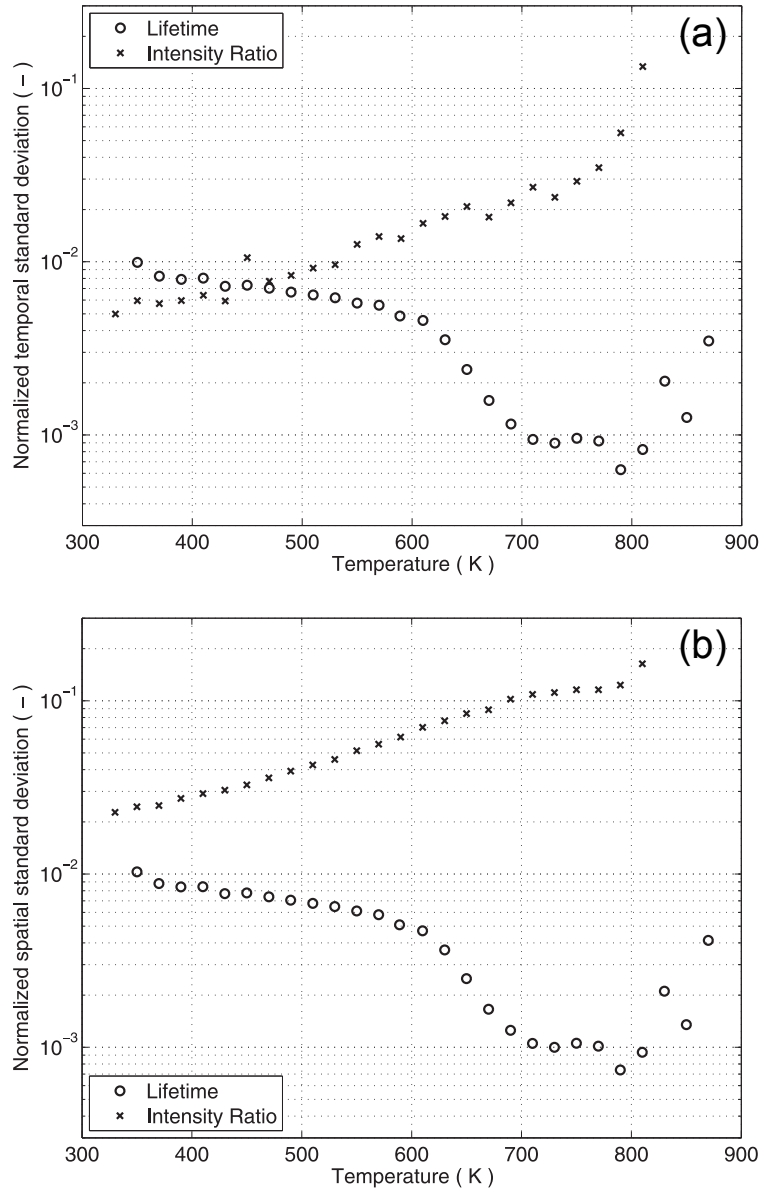 Lifetime
Intensity Ratio
(a)
Normalized temporal standard deviation ( − )
10⁻¹
10⁻²
10⁻³
300 400 500 600 700 800 900
Temperature ( K )
(b)
Normalized spatial standard deviation ( − )
10⁻¹
10⁻²
10⁻³
Lifetime
Intensity Ratio
300 400 500 600 700 800 900
Temperature ( K )